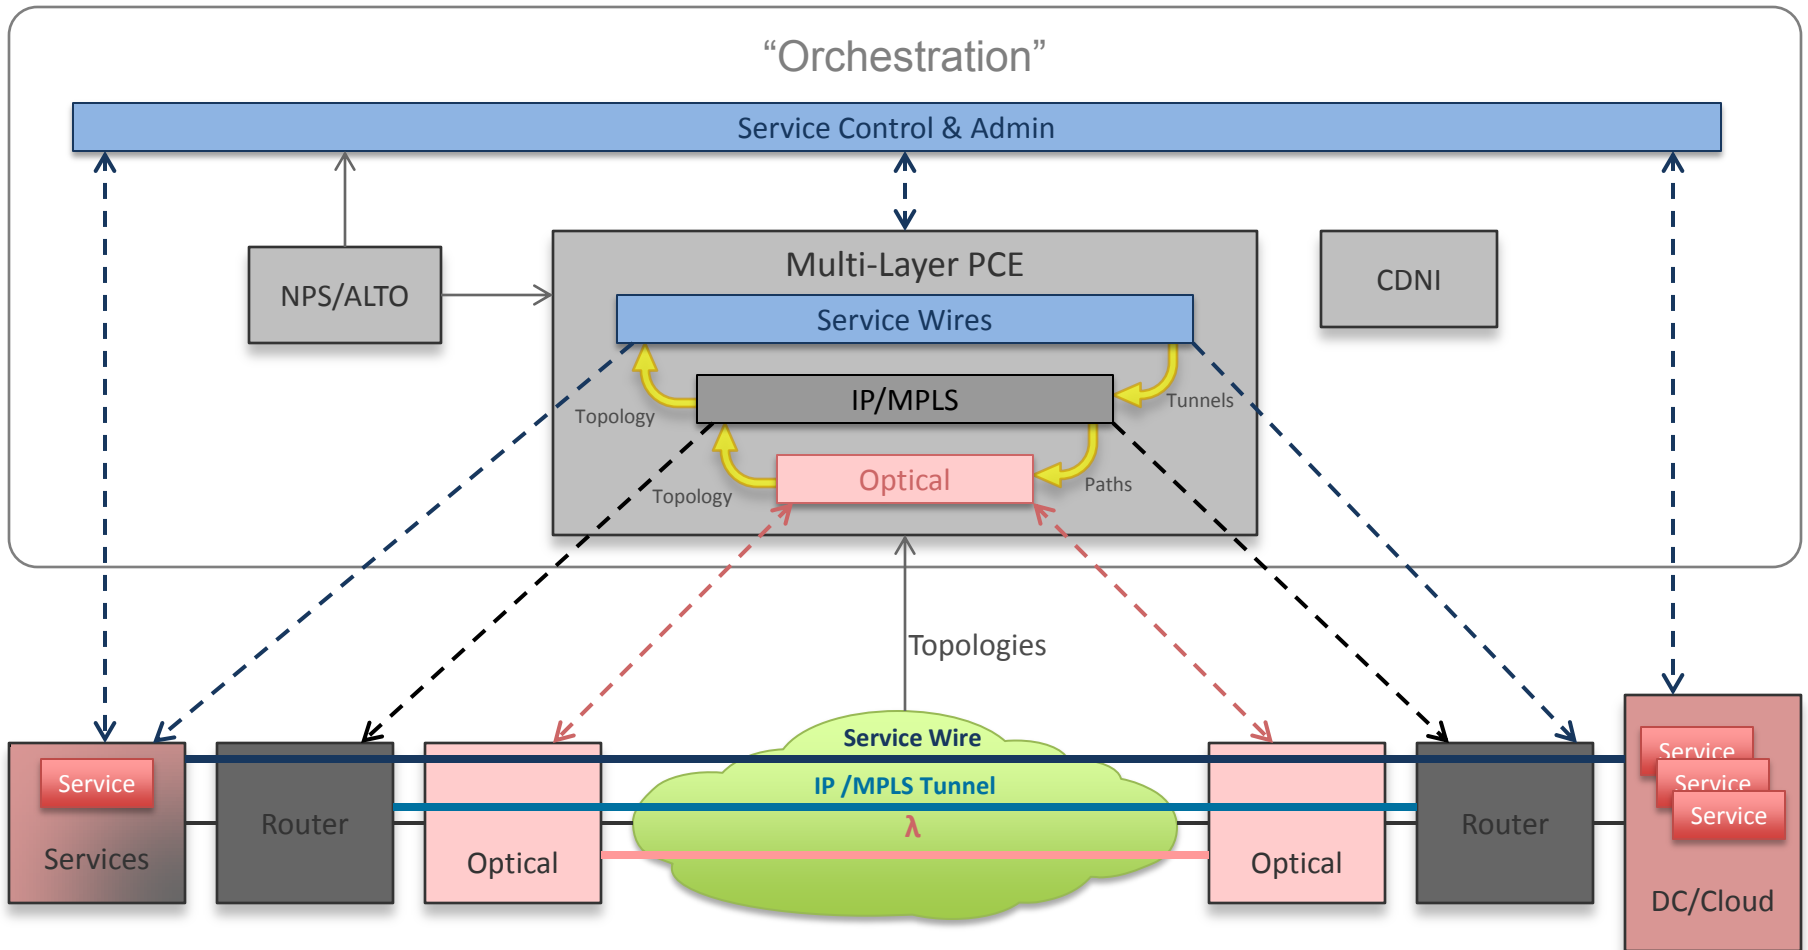 “Orchestration”
Service Control & Admin
Multi-Layer PCE
NPS/ALTO
CDNI
Service Wires
IP/MPLS
Topology
Tunnels
Optical
Topology
Paths
Topologies
Service Wire
IP /MPLS Tunnel
λ
Service
Services
Router
Optical
Optical
Router
Service
Service
Service
DC/Cloud